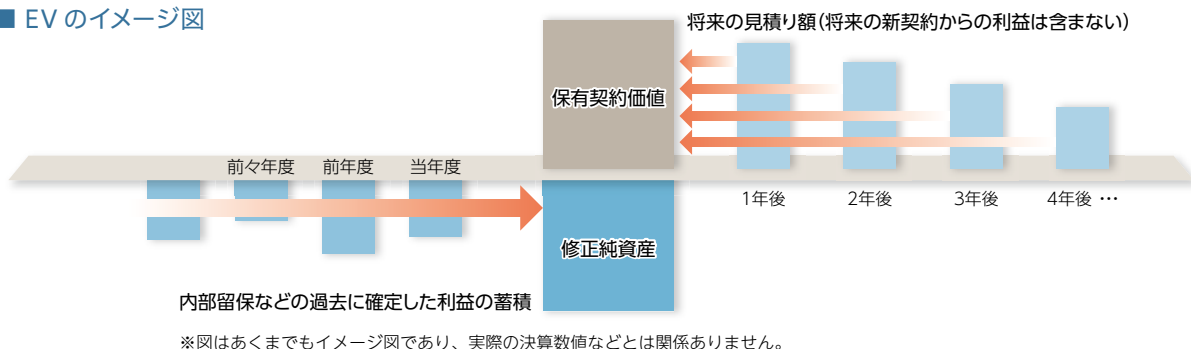 ■ EV のイメージ図
将来の見積り額(将来の新契約からの利益は含まない)
保有契約価値
前々年度 前年度 当年度
1年後 2年後 3年後 4年後 …
修正純資産
内部留保などの過去に確定した利益の蓄積
※図はあくまでもイメージ図であり、実際の決算数値などとは関係ありません。